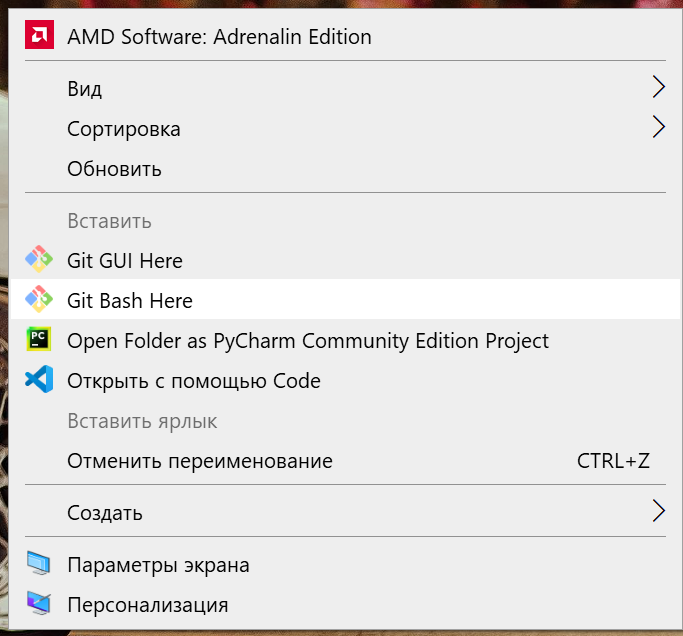 AMD Software: Adrenalin Edition
Вид
Сортировка
Обновить
Вставить
Git GUI Here
Git Bash Here
PC Open Folder as PyCharm Community Edition Project
Открыть с помощью Code
Вставить ярлык
Отменить переименование CTRL+Z
Создать
Параметры экрана
Персонализация